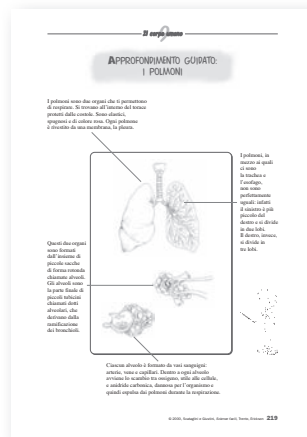 Il corpo umano
APPROFONDIMENTO GUIDATO:
I POLMONI
I polmoni sono due organi che ti permettono
di respirare. Si trovano all'interno del torace
protetti dalle costole. Sono elastici,
spugnosi e di colore rosa. Ogni polmone
è rivestito da una membrana, la pleura.
I polmoni, in
mezzo ai quali
ci sono
la trachea e
l'esofago,
non sono
perfettamente
uguali: infatti
il sinistro è più
piccolo del
destro e si divide
in due lobi.
Il destro, invece,
si divide in
tre lobi.
Questi due organi
sono formati
dall'insieme di
piccole sacche
di forma rotonda
chiamate alveoli.
Gli alveoli sono
la parte finale di
piccoli tubicini
chiamati dotti
alveolari, che
derivano dalla
ramificazione
dei bronchioli.
Ciascun alveolo è formato da vasi sanguigni:
arterie, vene e capillari. Dentro a ogni alveolo
avviene lo scambio tra ossigeno, utile alle cellule,
e anidride carbonica, dannosa per l'organismo e
quindi espulsa dai polmoni durante la respirazione.
© 2009, Scataglini e Giustini, Scienze facili, Trento, Erickson 219